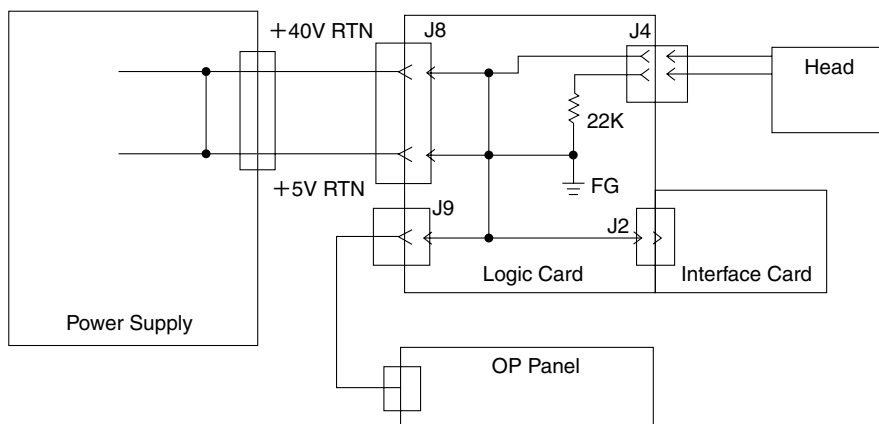 +40V RTN
J8
J4
Head
22K
+5V RTN
FG
J9
J2
Logic Card
Interface Card
Power Supply
OP Panel